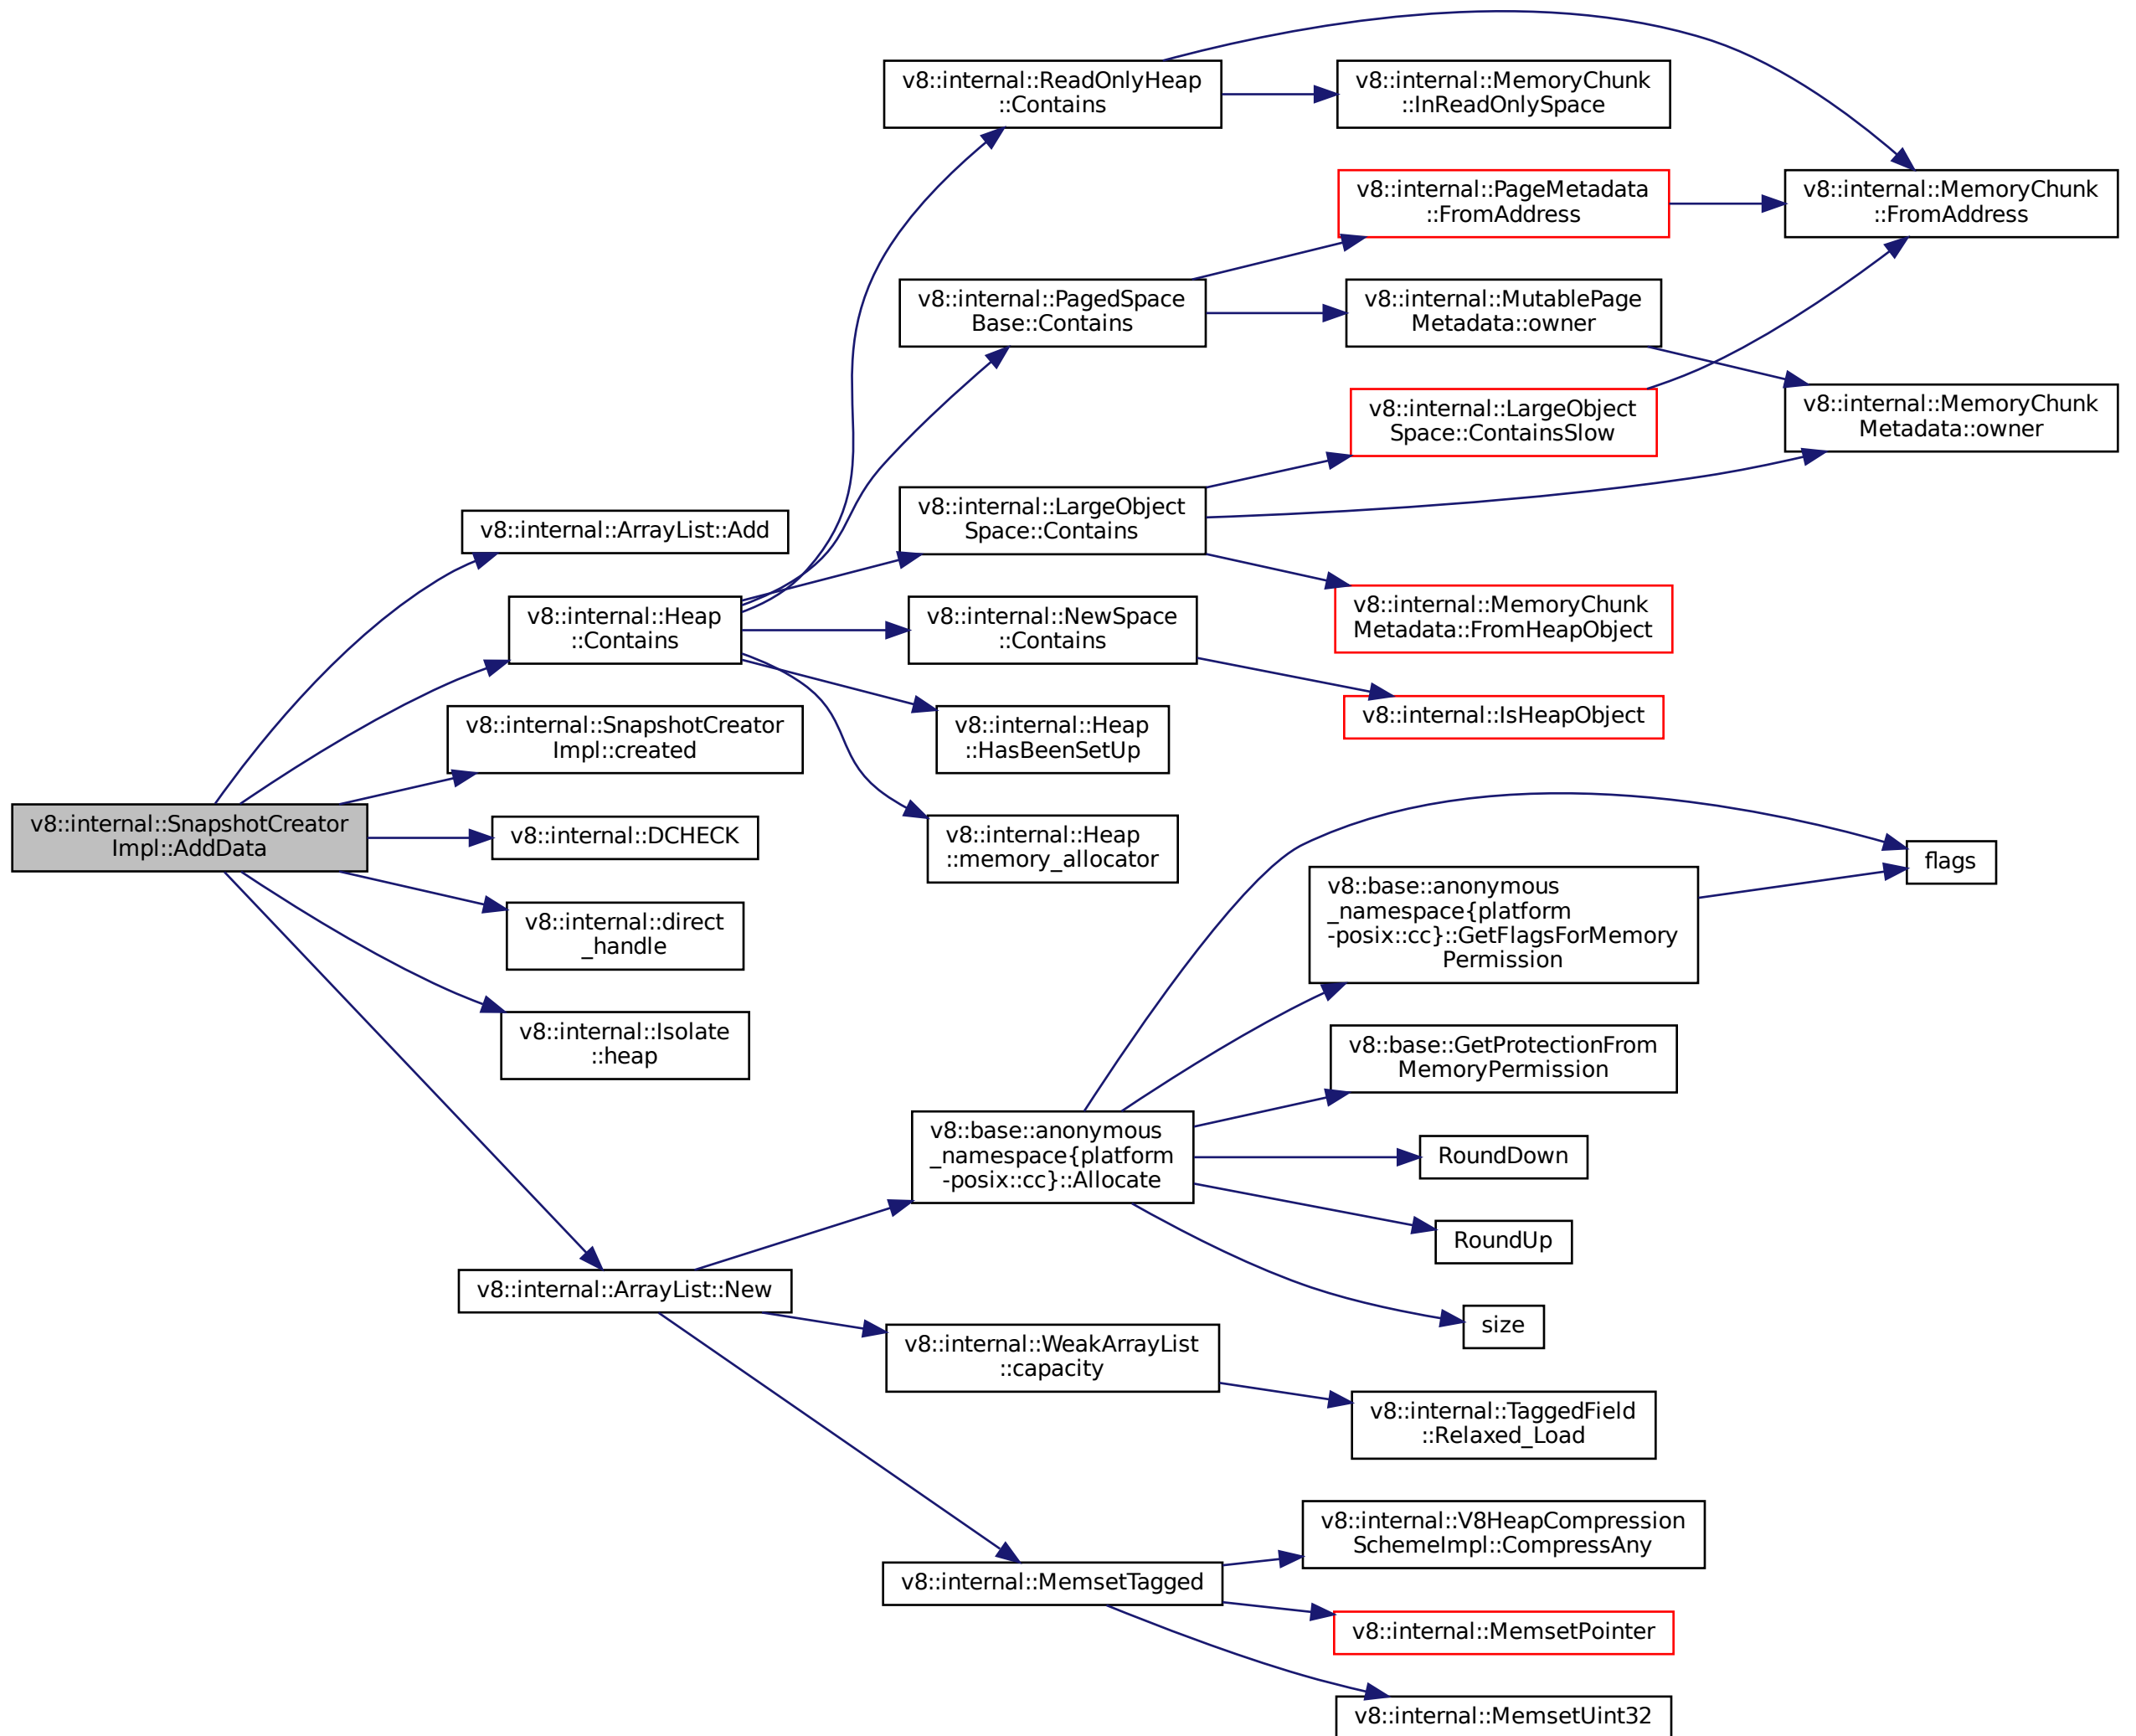 v8::internal::SnapshotCreator
Impl::AddData
v8::internal::ArrayList::Add
v8::internal::Heap
::Contains
v8::internal::SnapshotCreator
Impl::created
v8::internal::DCHECK
v8::internal::direct
_handle
v8::internal::Isolate
::heap
v8::internal::ArrayList::New
v8::internal::ReadOnlyHeap
::Contains
v8::internal::PagedSpace
Base::Contains
v8::internal::LargeObject
Space::Contains
v8::internal::NewSpace
::Contains
v8::internal::Heap
::HasBeenSetUp
v8::internal::Heap
::memory_allocator
v8::base::anonymous
_namespace{platform
-posix::cc}::Allocate
v8::internal::WeakArrayList
::capacity
v8::internal::MemsetTagged
v8::internal::MemoryChunk
::InReadOnlySpace
v8::internal::PageMetadata
::FromAddress
v8::internal::MutablePage
Metadata::owner
v8::internal::LargeObject
Space::ContainsSlow
v8::internal::MemoryChunk
Metadata::FromHeapObject
v8::internal::IsHeapObject
v8::base::anonymous
_namespace{platform
-posix::cc}::GetFlagsForMemory
Permission
v8::base::GetProtectionFrom
MemoryPermission
RoundDown
RoundUp
size
v8::internal::TaggedField
::Relaxed_Load
v8::internal::V8HeapCompression
SchemeImpl::CompressAny
v8::internal::MemsetPointer
v8::internal::MemsetUint32
v8::internal::MemoryChunk
::FromAddress
v8::internal::MemoryChunk
Metadata::owner
flags